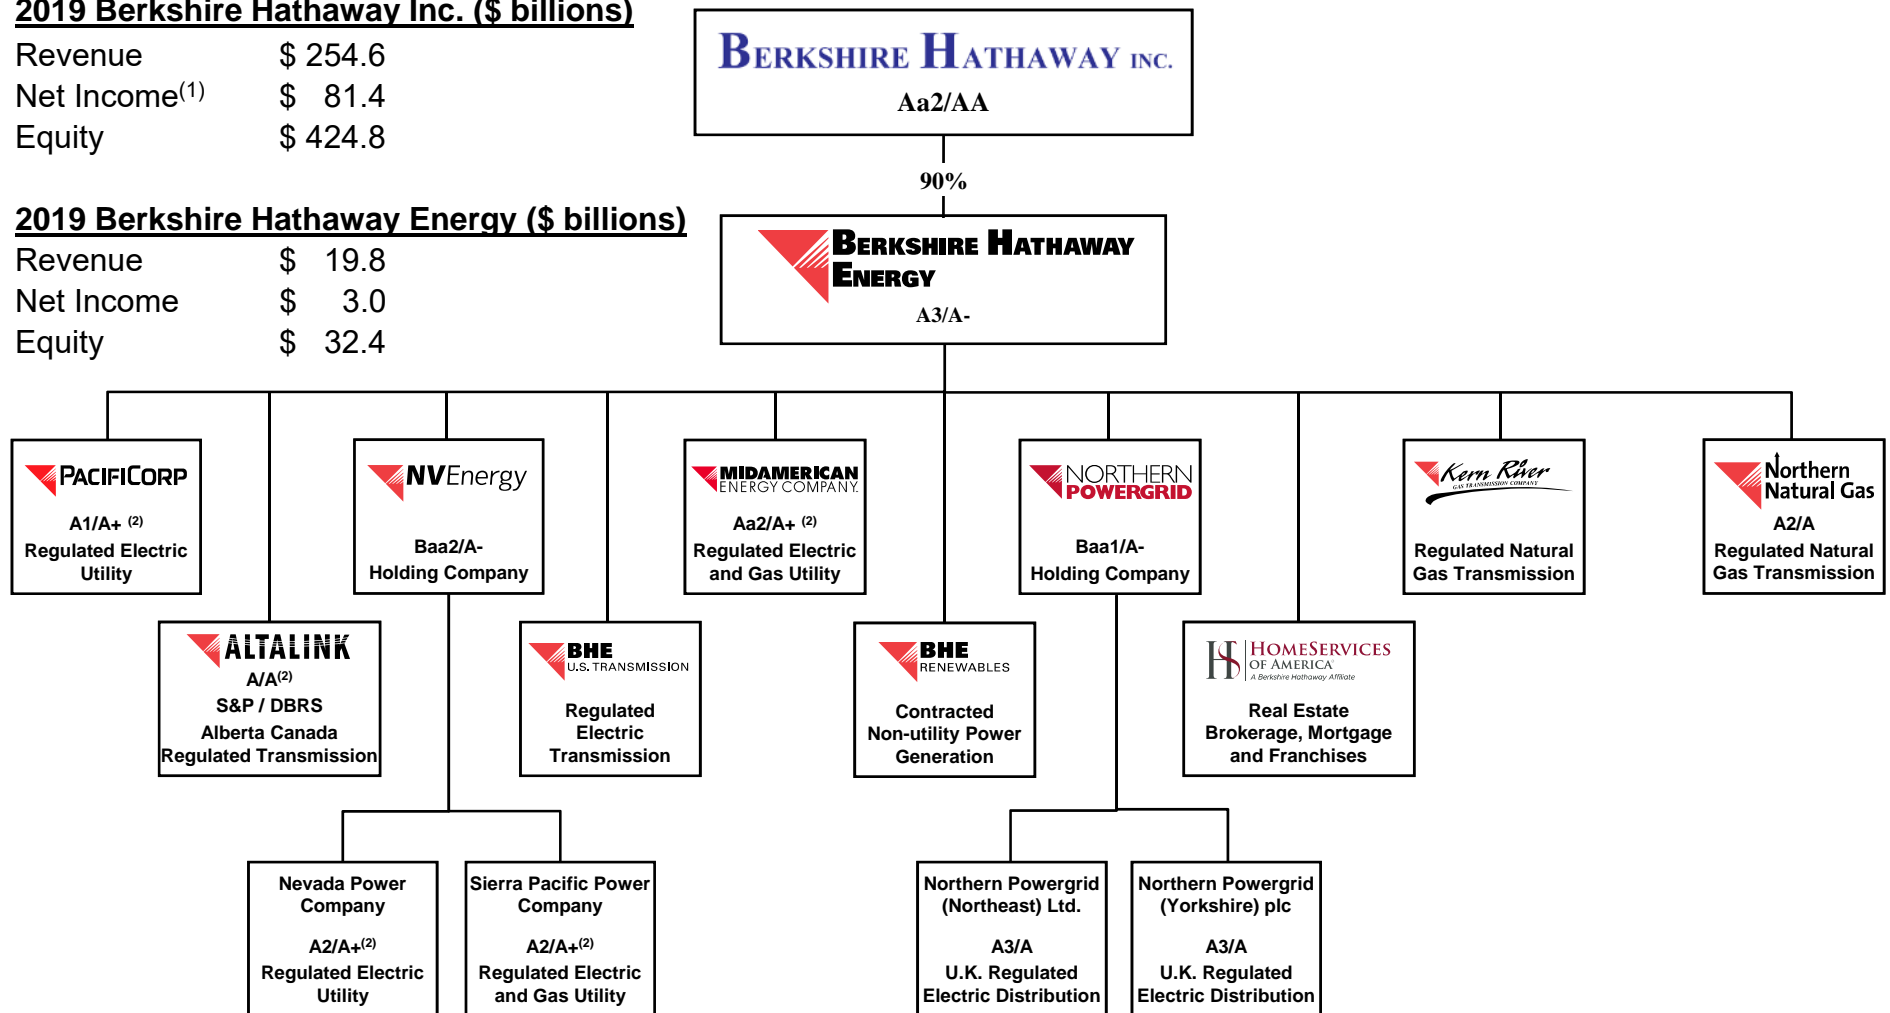 2019 Berkshire Hathaway Inc. ($ billions)
Revenue $ 254.6
Net Income(1) $ 81.4
Equity $ 424.8
BERKSHIRE HATHAWAY INC.
Aa2/AA
90%
2019 Berkshire Hathaway Energy ($ billions)
Revenue $ 19.8
Net Income $ 3.0
Equity $ 32.4
BERKSHIRE HATHAWAY
ENERGY
A3/A-
PACIFICORP
A1/A+ (2)
Regulated Electric
Utility
NVEnergy
Baa2/A-
Holding Company
MIDAMERICAN
ENERGY COMPANY.
Aa2/A+ (2)
Regulated Electric
and Gas Utility
NORTHERN
POWERGRID
Baa1/A-
Holding Company
Kern River
GAS TRANSMISSION COMPANY
Regulated Natural
Gas Transmission
Northern
Natural Gas
A2/A
Regulated Natural
Gas Transmission
ALTALINK
A/A(2)
S&P / DBRS
Alberta Canada
Regulated Transmission
BHE
U.S. TRANSMISSION
Regulated
Electric
Transmission
BHE
RENEWABLES
Contracted
Non-utility Power
Generation
HS
HOMESERVICES
OF AMERICA
A Berkshire Hathaway Affiliate
Real Estate
Brokerage, Mortgage
and Franchises
Nevada Power
Company
A2/A+(2)
Regulated Electric
Utility
Sierra Pacific Power
Company
A2/A+(2)
Regulated Electric
and Gas Utility
Northern Powergrid
(Northeast) Ltd.
A3/A
U.K. Regulated
Electric Distribution
Northern Powergrid
(Yorkshire) plc
A3/A
U.K. Regulated
Electric Distribution